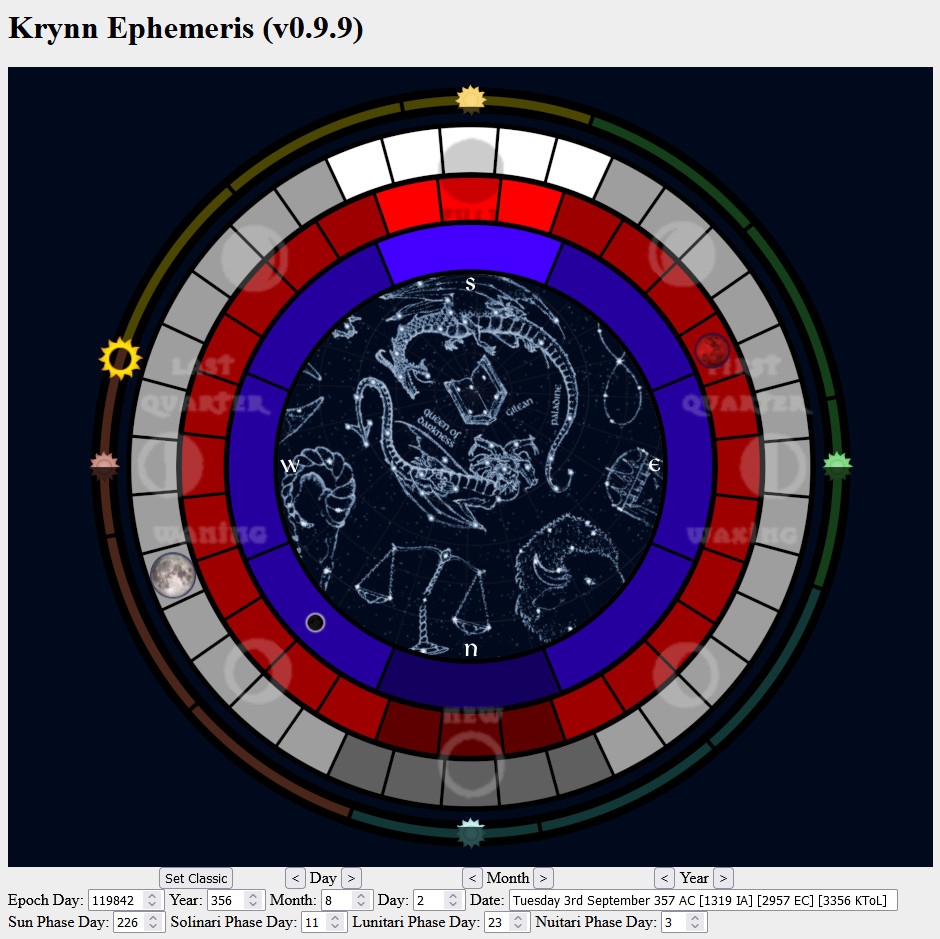 Krynn Ephemeris (v0.9.9)
FULL
S
LAST QUARTER
FIRST QUARTER
queen of darkness
Gilean
paladine
W
E
WANING
WAXING
N
NEW
Set Classic < Day > < Month > < Year >
Epoch Day: 119842 Year: 356 Month: 8 Day: 2 Date: Tuesday 3rd September 357 AC [1319 IA] [2957 EC] [3356 KToL]
Sun Phase Day: 226 Solinari Phase Day: 11 Lunitari Phase Day: 23 Nuitari Phase Day: 3